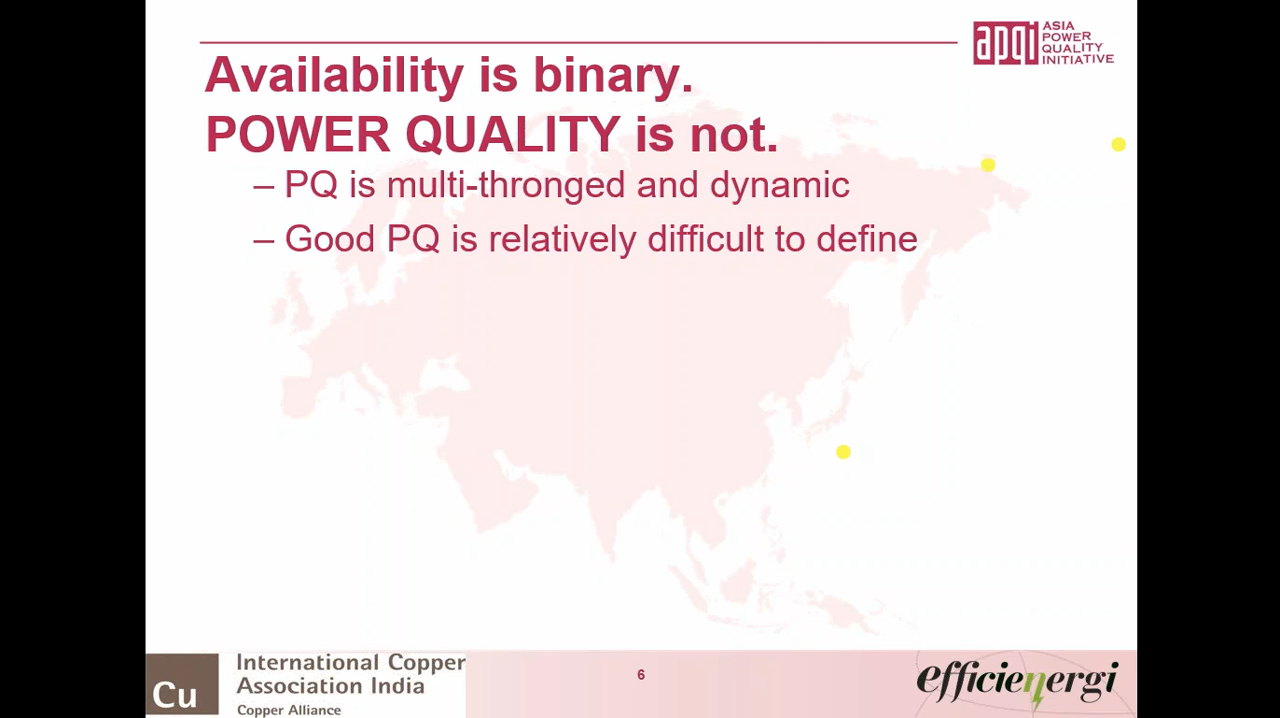 apqi ASIA
POWER
QUALITY
INITIATIVE
Availability is binary.
POWER QUALITY is not.
– PQ is multi-thronged and dynamic
– Good PQ is relatively difficult to define
Cu
International Copper
Association India
Copper Alliance
6
efficienergi